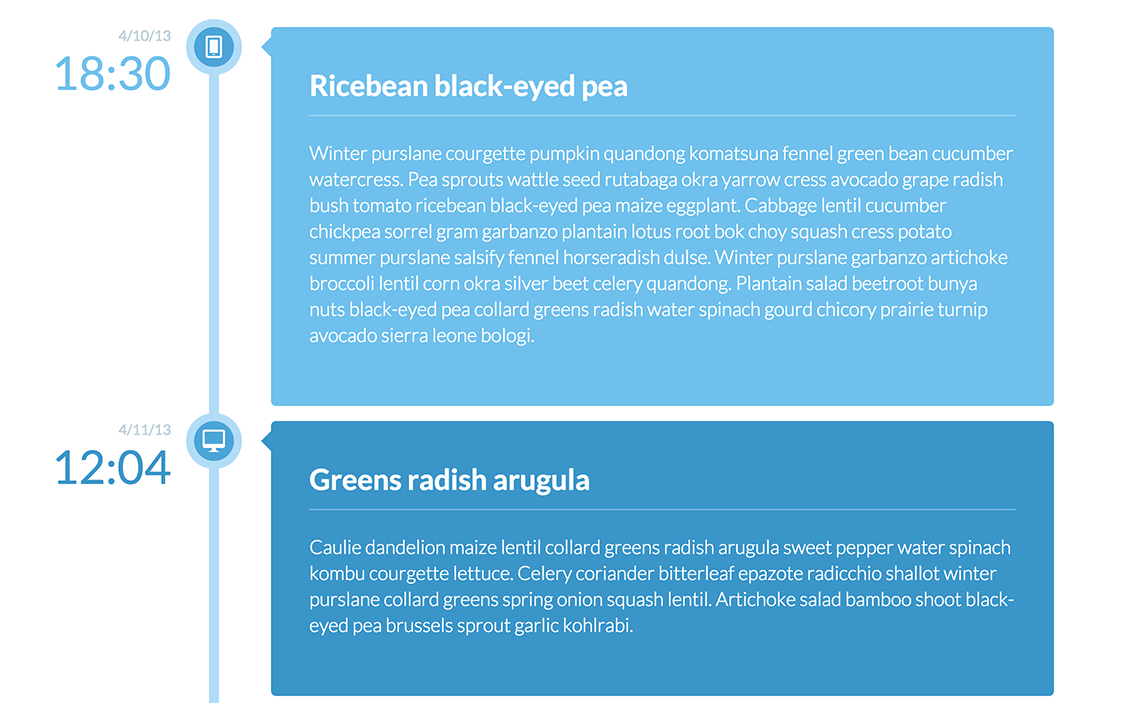 4/10/13
18:30
Ricebean black-eyed pea
Winter purslane courgette pumpkin quandong komatsuna fennel green bean cucumber
watercress. Pea sprouts wattle seed rutabaga okra yarrow cress avocado grape radish
bush tomato ricebean black-eyed pea maize eggplant. Cabbage lentil cucumber
chickpea sorrel gram garbanzo plantain lotus root bok choy squash cress potato
summer purslane salsify fennel horseradish dulse. Winter purslane garbanzo artichoke
broccoli lentil corn okra silver beet celery quandong. Plantain salad beetroot bunya
nuts black-eyed pea collard greens radish water spinach gourd chicory prairie turnip
avocado sierra leone bologi.
4/11/13
12:04
Greens radish arugula
Caulie dandelion maize lentil collard greens radish arugula sweet pepper water spinach
kombu courgette lettuce. Celery coriander bitterleaf epazote radicchio shallot winter
purslane collard greens spring onion squash lentil. Artichoke salad bamboo shoot black-
eyed pea brussels sprout garlic kohlrabi.